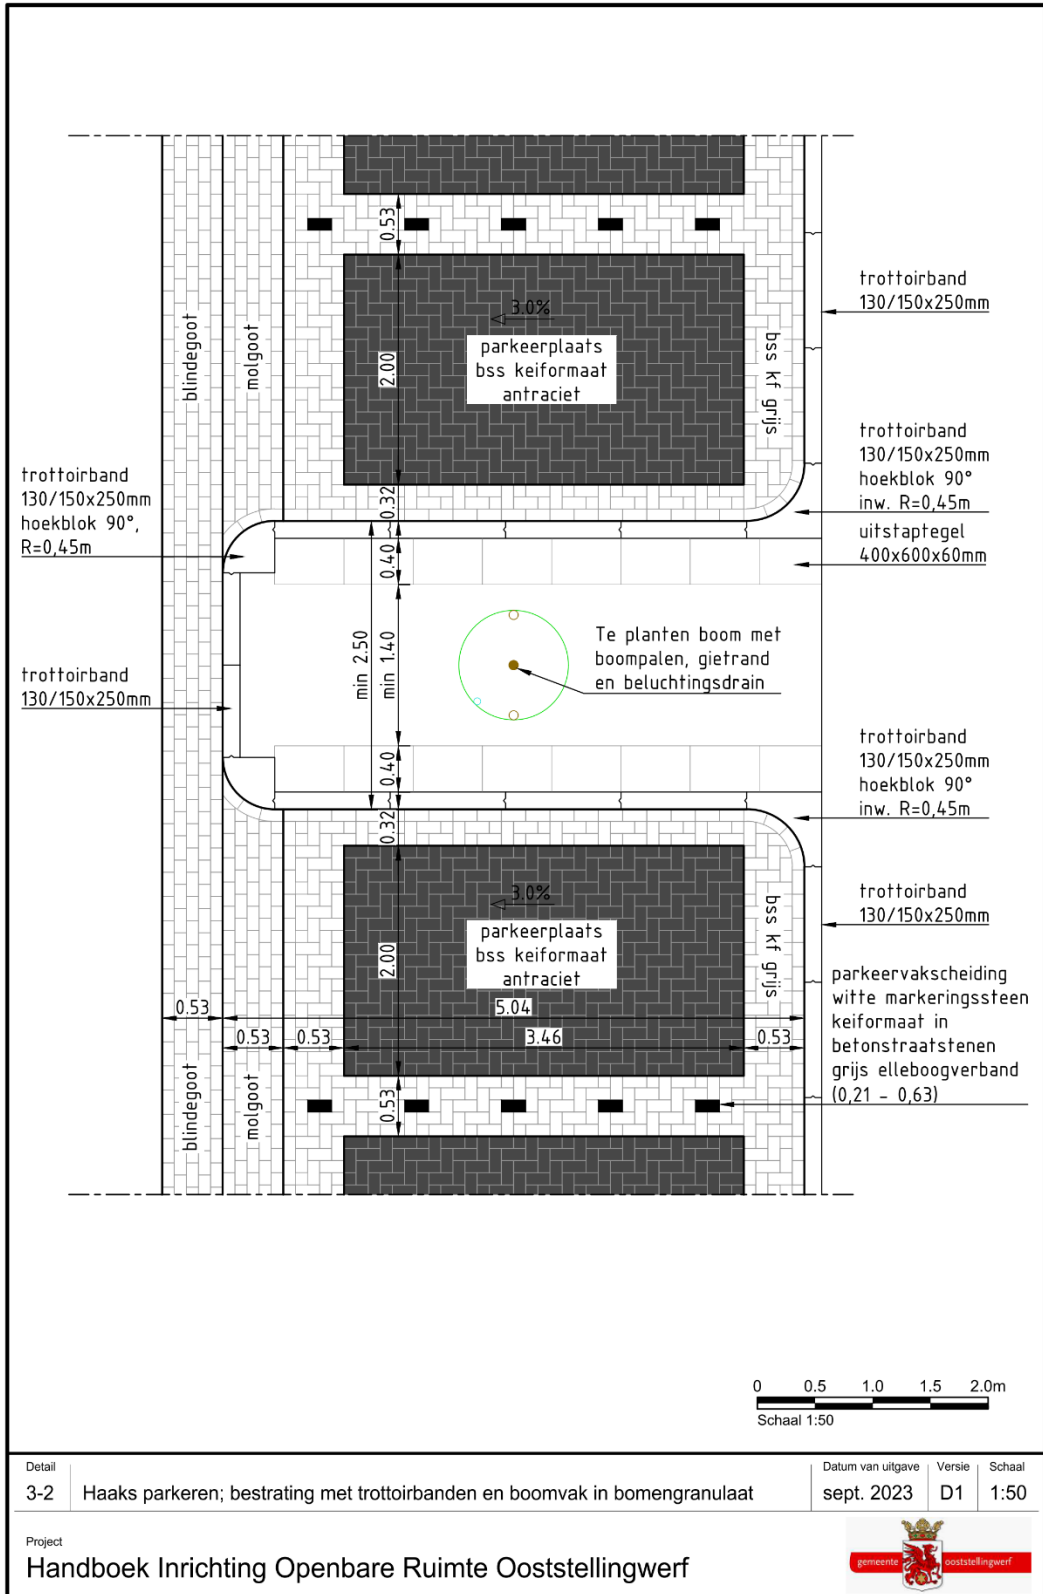 0.53
3.0%
parkeerplaats
bss keiformaat
antraciet
2.00
blindegoot
molgoot
bss kf grijs
trottoirband
130/150x250mm
trottoirband
130/150x250mm
hoekblok 90°
inw. R=0,45m
trottoirband
130/150x250mm
hoekblok 90°,
R=0,45m
0.32
uitstaptegel
400x600x60mm
0.40
min 2.50
min 1.40
Te planten boom met
boompalen, gietrand
en beluchtingsdrain
trottoirband
130/150x250mm
0.40
trottoirband
130/150x250mm
hoekblok 90°
inw. R=0,45m
0.32
3.0%
parkeerplaats
bss keiformaat
antraciet
2.00
bss kf grijs
trottoirband
130/150x250mm
parkeervakscheiding
witte markeringssteen
keiformaat in
betonstraatstenen
grijs elleboogverband
(0,21 - 0,63)
0.53
5.04
0.53
0.53
3.46
0.53
blindegoot
molgoot
0.53
0 0.5 1.0 1.5 2.0m
Schaal 1:50
Detail
3-2 Haaks parkeren; bestrating met trottoirbanden en boomvak in bomengranulaat
Datum van uitgave
sept. 2023
Versie
D1
Schaal
1:50
Project
Handboek Inrichting Openbare Ruimte Ooststellingwerf
gemeente ooststellingwerf